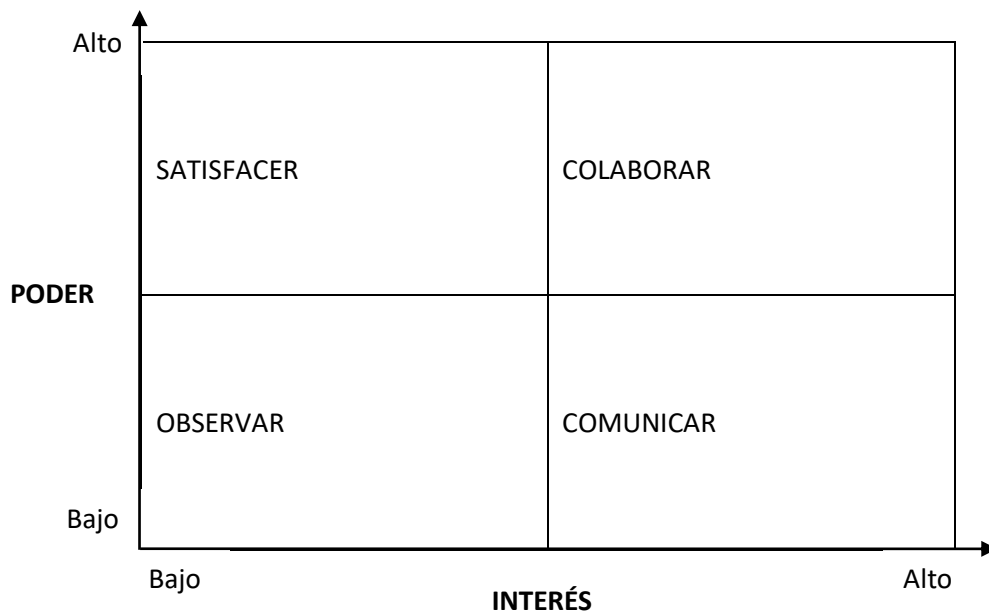 Alto
SATISFACER
COLABORAR
PODER
OBSERVAR
COMUNICAR
Bajo
Bajo
Alto
INTERÉS